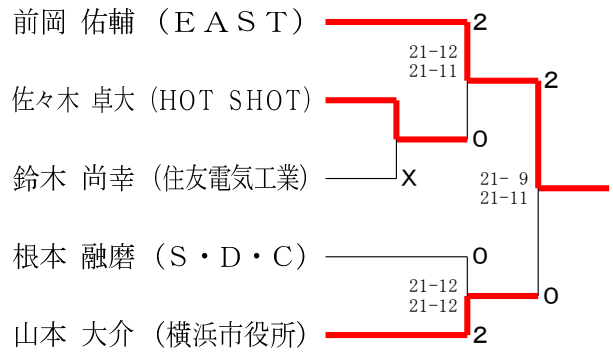 前岡 佑輔 （ＥＡＳＴ）
2
21-12
21-11
2
佐々木 卓大 （HOT SHOT）
0
鈴木 尚幸 （住友電気工業）
X
21- 9
21-11
根本 融磨 （Ｓ・Ｄ・Ｃ）
0
21-12
21-12
0
山本 大介 （横浜市役所）
2